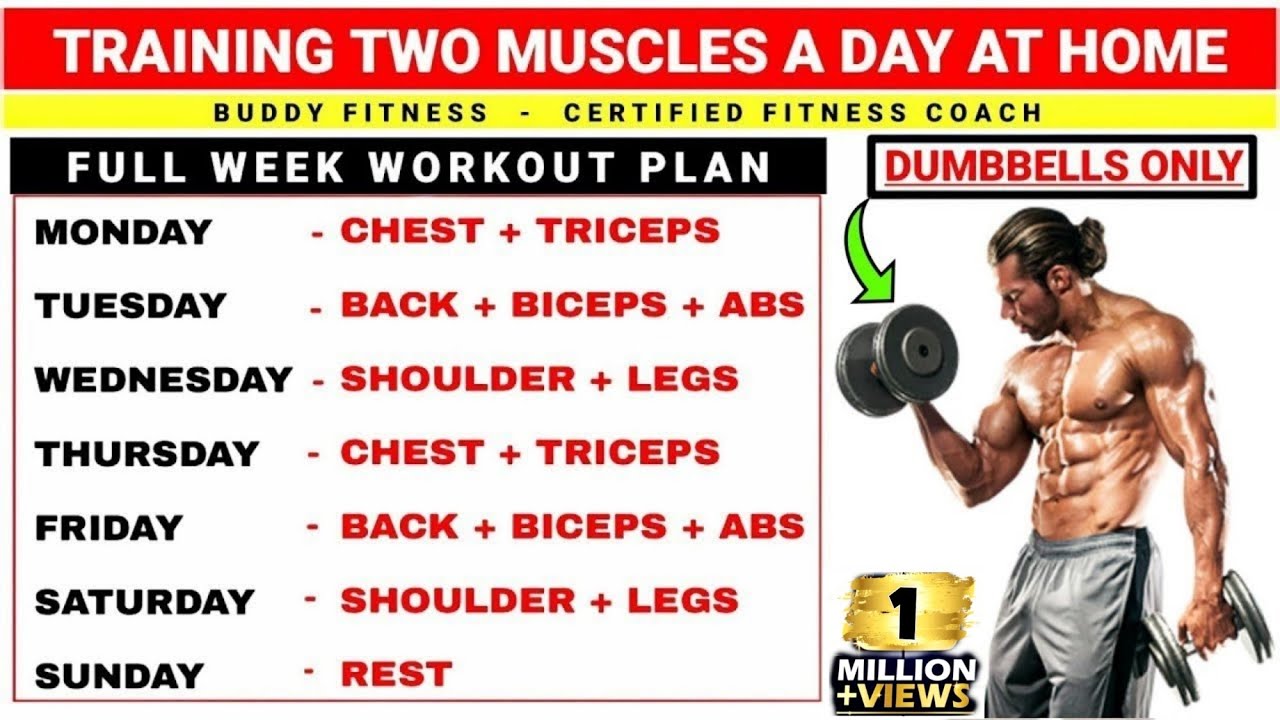 TRAINING TWO MUSCLES A DAY AT HOME
BUDDY FITNESS - CERTIFIED FITNESS COACH
FULL WEEK WORKOUT PLAN
DUMBBELLS ONLY
MONDAY - CHEST + TRICEPS
TUESDAY - BACK + BICEPS + ABS
WEDNESDAY - SHOULDER + LEGS
THURSDAY - CHEST + TRICEPS
FRIDAY - BACK + BICEPS + ABS
SATURDAY - SHOULDER + LEGS
SUNDAY - REST
1
MILLION
+VIEWS